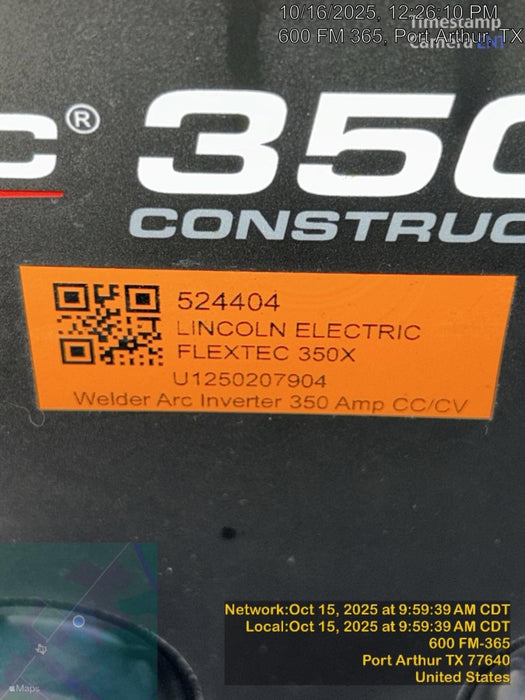 10/16/2025, 12:26:10 PM CDT
600 FM 365, Port Arthur, TX
Timestamp
Camera
C® 350
CONSTRUC
524404
LINCOLN ELECTRIC
FLEXTEC 350X
U1250207904
Welder Arc Inverter 350 Amp CC/CV
Network:Oct 15, 2025 at 9:59:39 AM CDT
Local:Oct 15, 2025 at 9:59:39 AM CDT
600 FM-365
Port Arthur TX 77640
United States
Maps